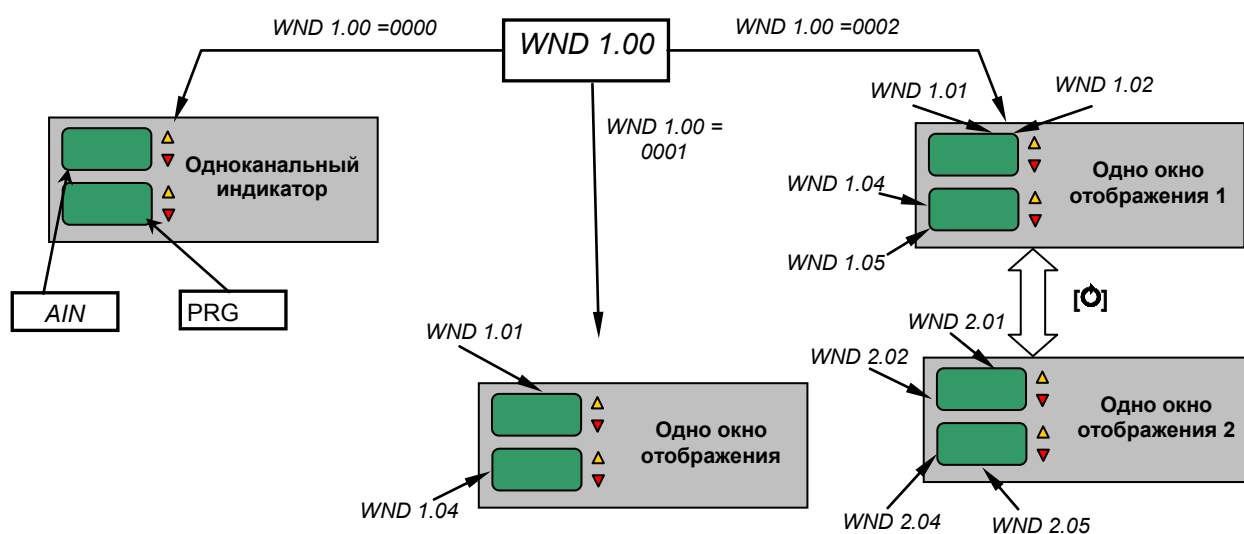 WND 1.00 =0000
WND 1.00
WND 1.00 =0002
WND 1.01
WND 1.02
WND 1.00 =
0001
Одноканальный
индикатор
Одно окно
отображения 1
WND 1.04
WND 1.05
AIN
PRG
[⥁]
WND 1.01
WND 2.01
WND 2.02
Одно окно
отображения
Одно окно
отображения 2
WND 1.04
WND 2.04
WND 2.05